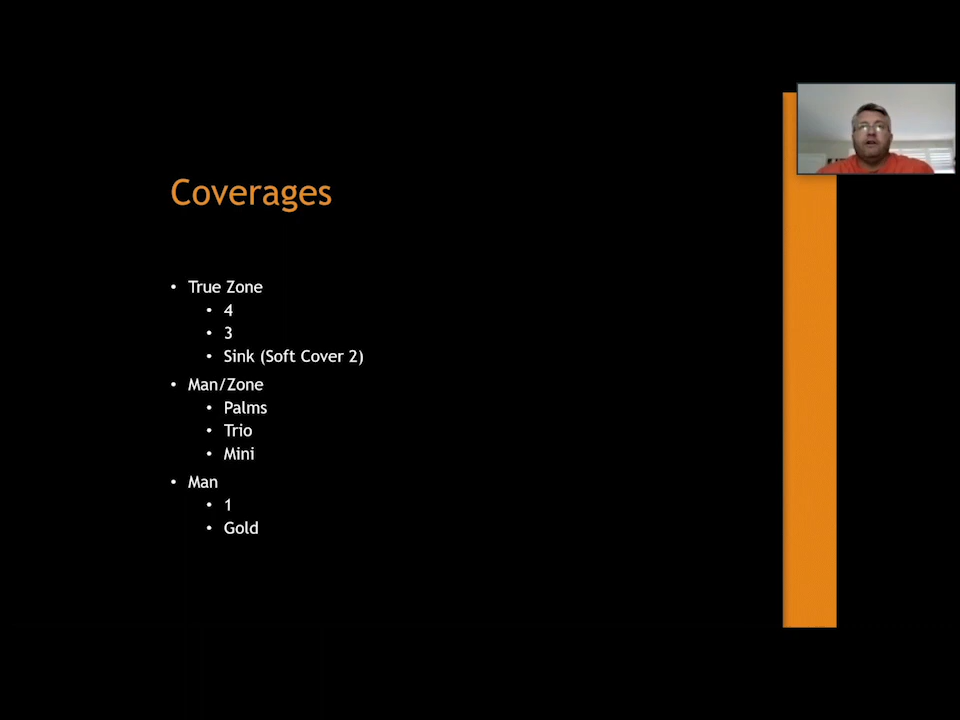 Coverages
• True Zone
• 4
• 3
• Sink (Soft Cover 2)
• Man/Zone
• Palms
• Trio
• Mini
• Man
• 1
• Gold